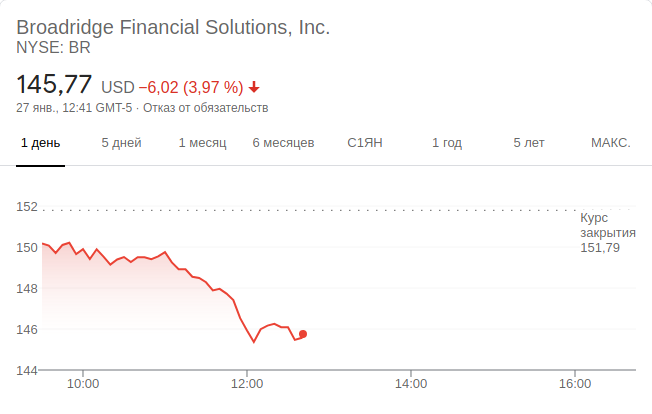 Broadridge Financial Solutions, Inc.
NYSE: BR
145,77 USD −6,02 (3,97 %)
27 янв., 12:41 GMT-5 · Отказ от обязательств
1 день 5 дней 1 месяц 6 месяцев С1ЯН 1 год 5 лет МАКС.
152
Курс
закрытия
151,79
150
148
146
144
10:00 12:00 14:00 16:00